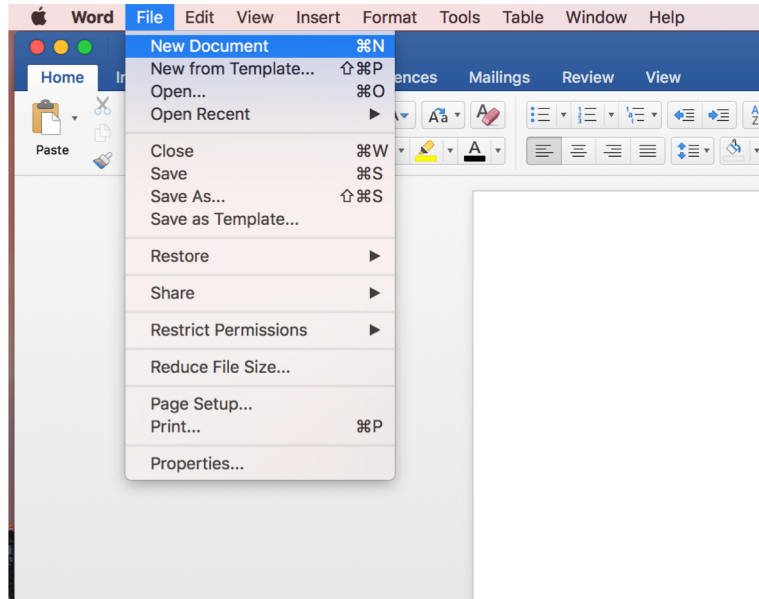 Word File Edit View Insert Format Tools Table Window Help
Home Mailings Review View
Paste
New Document ⌘N
New from Template... ⇧⌘P
Open... ⌘O
Open Recent ▶
Close ⌘W
Save ⌘S
Save As... ⇧⌘S
Save as Template...
Restore ▶
Share ▶
Restrict Permissions ▶
Reduce File Size...
Page Setup...
Print... ⌘P
Properties...